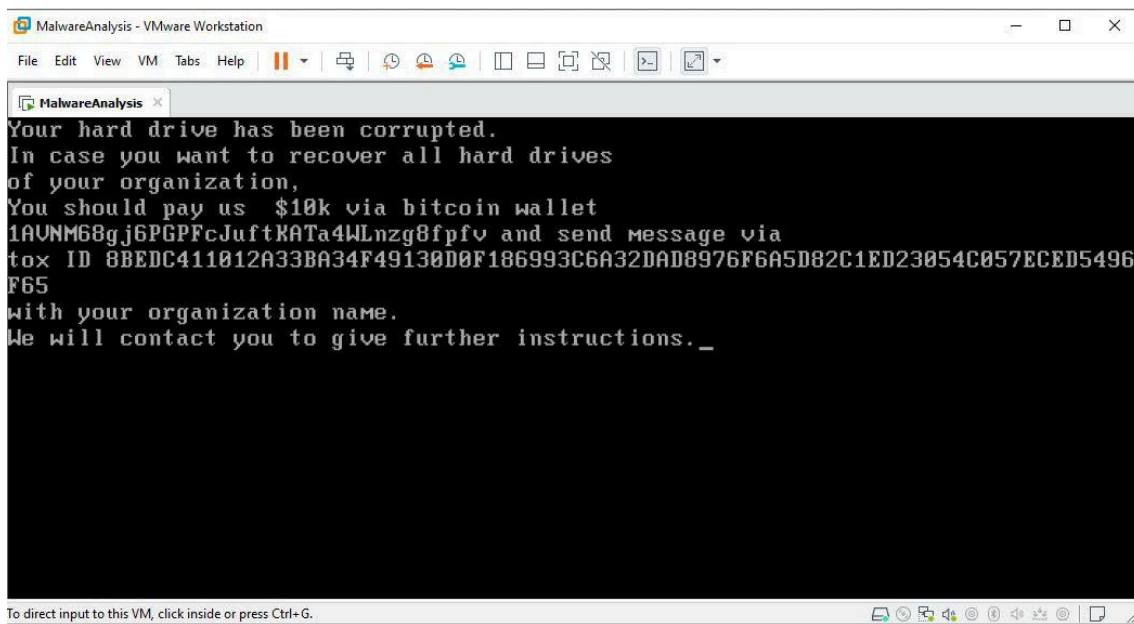 MalwareAnalysis - VMware Workstation
File Edit View VM Tabs Help
MalwareAnalysis
Your hard drive has been corrupted.
In case you want to recover all hard drives
of your organization,
You should pay us  $10k via bitcoin wallet
1AVNM68gj6PGPFcJuftKATa4WLnzg8fpfv and send message via
tox ID 8BEDC411012A33BA34F49130D0F186993C6A32DAD8976F6A5D82C1ED23054C057ECED5496
F65
with your organization name.
We will contact you to give further instructions._
To direct input to this VM, click inside or press Ctrl+G.